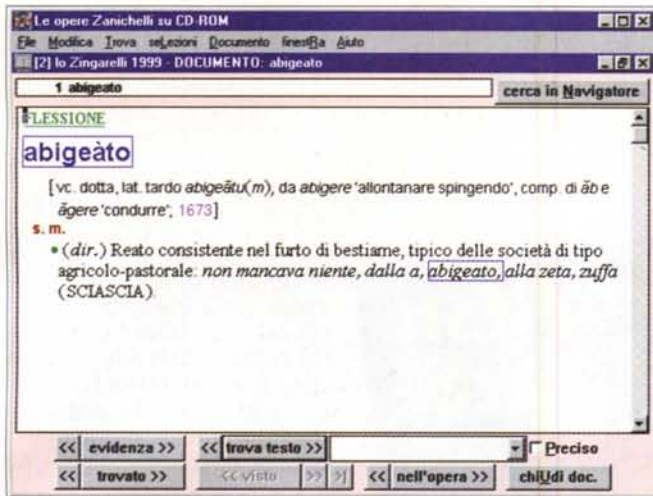 Le opere Zanichelli su CD-ROM
File Modifica Trova seLezioni Documento finestRa Aiuto
[2] lo Zingarelli 1999 - DOCUMENTO: abigeato
1 abigeato
cerca in Navigatore
FLESSIONE
abigeàto
[vc. dotta, lat. tardo abigeātu(m), da abigere 'allontanare spingendo', comp. di ăb e
ăgere 'condurre'; 1673]
s. m.
• (dir.) Reato consistente nel furto di bestiame, tipico delle società di tipo
agricolo-pastorale: non mancava niente, dalla a, abigeato, alla zeta, zuffa
(SCIASCIA).
<< evidenza >> << trova testo >> Preciso
<< trovato >> << visto >> >| << nell'opera >> chiUdi doc.